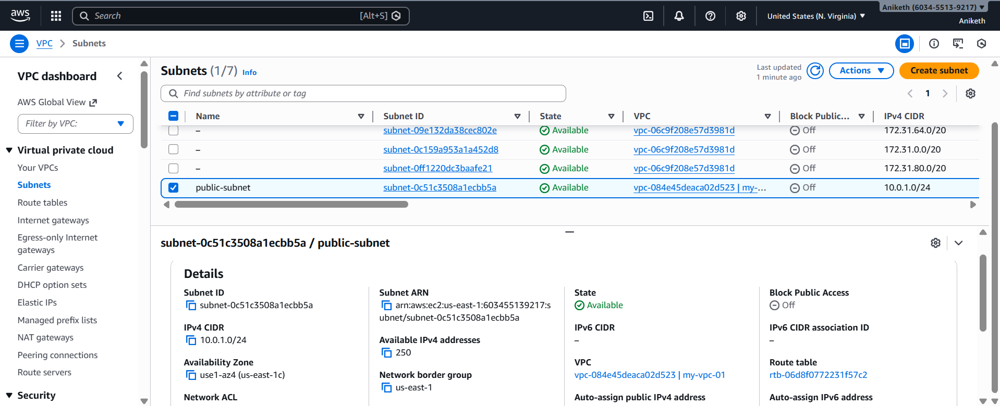 aws
Search [Alt+S]
United States (N. Virginia)
Aniketh (6034-5513-9217)
Aniketh
VPC
Subnets
VPC dashboard
AWS Global View
Filter by VPC:
Virtual private cloud
Your VPCs
Subnets
Route tables
Internet gateways
Egress-only Internet
gateways
Carrier gateways
DHCP option sets
Elastic IPs
Managed prefix lists
NAT gateways
Peering connections
Route servers
Security
Subnets (1/7) Info
Last updated
1 minute ago
Actions
Create subnet
Find subnets by attribute or tag
1
Name Subnet ID State VPC Block Public... IPv4 CIDR
– subnet-09e132da38cec802e Available vpc-06c9f208e57d3981d Off 172.31.64.0/20
– subnet-0c159a953a1a452d8 Available vpc-06c9f208e57d3981d Off 172.31.0.0/20
– subnet-0ff1220dc3baafe21 Available vpc-06c9f208e57d3981d Off 172.31.80.0/20
public-subnet subnet-0c51c3508a1ecbb5a Available vpc-084e45deaca02d523 | my-... Off 10.0.1.0/24
subnet-0c51c3508a1ecbb5a / public-subnet
Details
Subnet ID
subnet-0c51c3508a1ecbb5a
IPv4 CIDR
10.0.1.0/24
Availability Zone
use1-az4 (us-east-1c)
Network ACL
Subnet ARN
arn:aws:ec2:us-east-1:603455139217:s
ubnet/subnet-0c51c3508a1ecbb5a
Available IPv4 addresses
250
Network border group
us-east-1
State
Available
IPv6 CIDR
–
VPC
vpc-084e45deaca02d523 | my-vpc-01
Auto-assign public IPv4 address
Block Public Access
Off
IPv6 CIDR association ID
–
Route table
rtb-06d8f0772231f57c2
Auto-assign IPv6 address